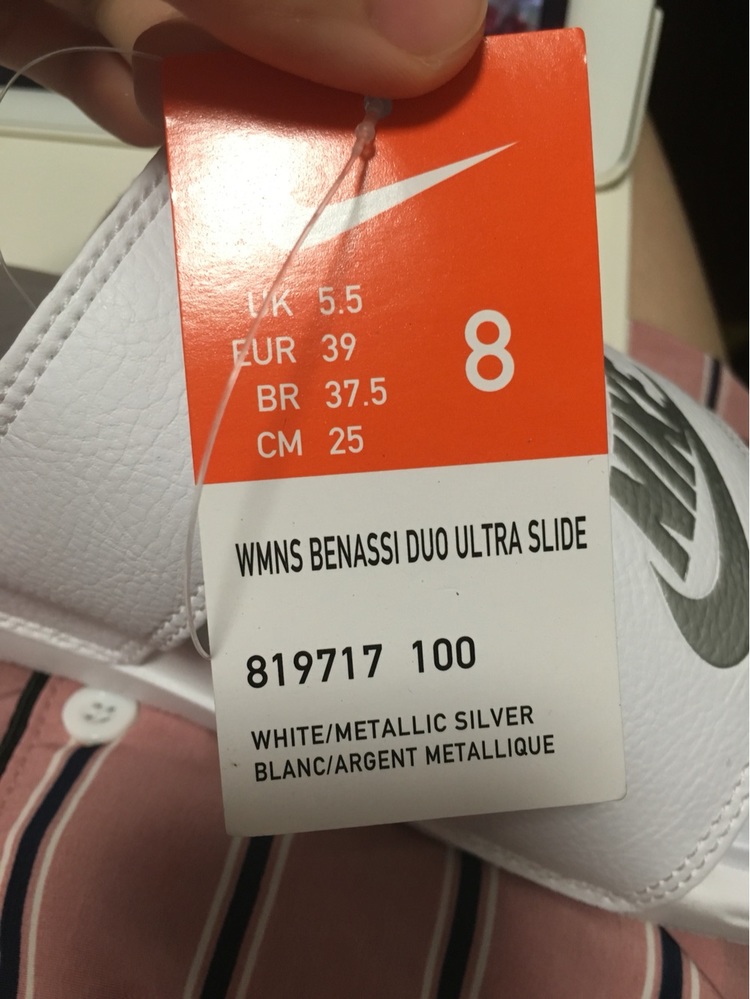 UK 5.5
EUR 39
BR 37.5
CM 25
8
WMNS BENASSI DUO ULTRA SLIDE
819717 100
WHITE/METALLIC SILVER
BLANC/ARGENT METALLIQUE
NIKE